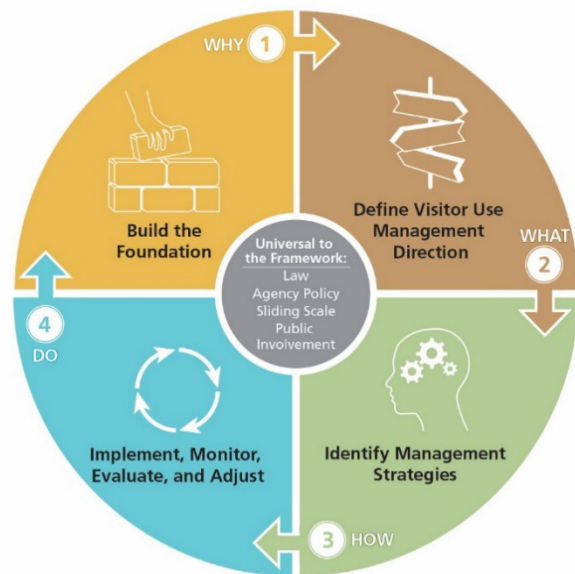 WHY 1
Build the
Foundation
Define Visitor Use
Management
Direction
WHAT
2
Universal to
the Framework:
Law
Agency Policy
Sliding Scale
Public
Involvement
4
DO
Implement, Monitor,
Evaluate, and Adjust
Identify Management
Strategies
3 HOW